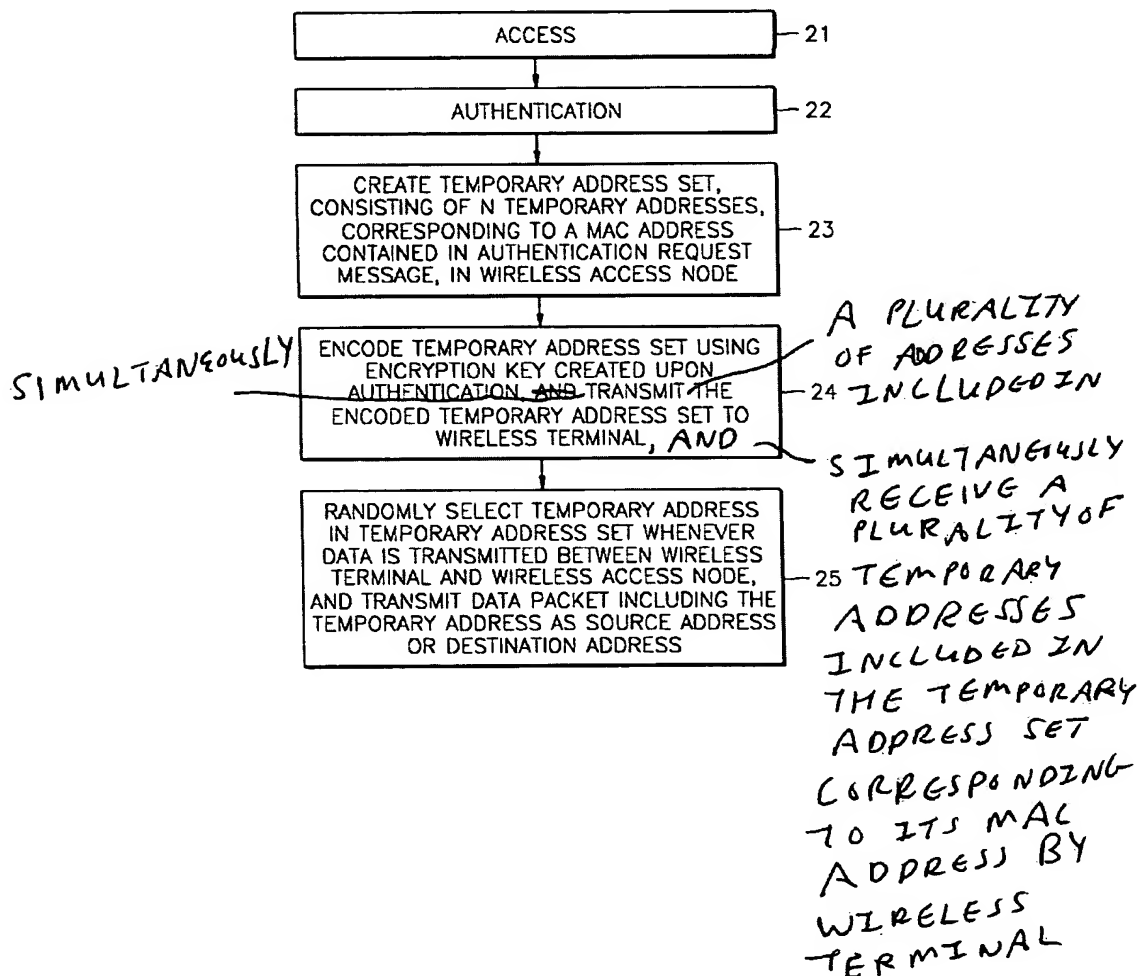 ACCESS
21
AUTHENTICATION
22
CREATE TEMPORARY ADDRESS SET,
CONSISTING OF N TEMPORARY ADDRESSES,
CORRESPONDING TO A MAC ADDRESS
CONTAINED IN AUTHENTICATION REQUEST
MESSAGE, IN WIRELESS ACCESS NODE
23
SIMULTANEOUSLY
ENCODE TEMPORARY ADDRESS SET USING
ENCRYPTION KEY CREATED UPON
AUTHENTICATION, AND TRANSMIT THE
ENCODED TEMPORARY ADDRESS SET TO
WIRELESS TERMINAL, AND
24
A PLURALITY
OF ADDRESSES
INCLUDED IN
SIMULTANEOUSLY
RECEIVE A
PLURALITY OF
TEMPORARY
ADDRESSES
INCLUDED IN
THE TEMPORARY
ADDRESS SET
CORRESPONDING
TO ITS MAC
ADDRESS BY
WIRELESS
TERMINAL
RANDOMLY SELECT TEMPORARY ADDRESS
IN TEMPORARY ADDRESS SET WHENEVER
DATA IS TRANSMITTED BETWEEN WIRELESS
TERMINAL AND WIRELESS ACCESS NODE,
AND TRANSMIT DATA PACKET INCLUDING THE
TEMPORARY ADDRESS AS SOURCE ADDRESS
OR DESTINATION ADDRESS
25